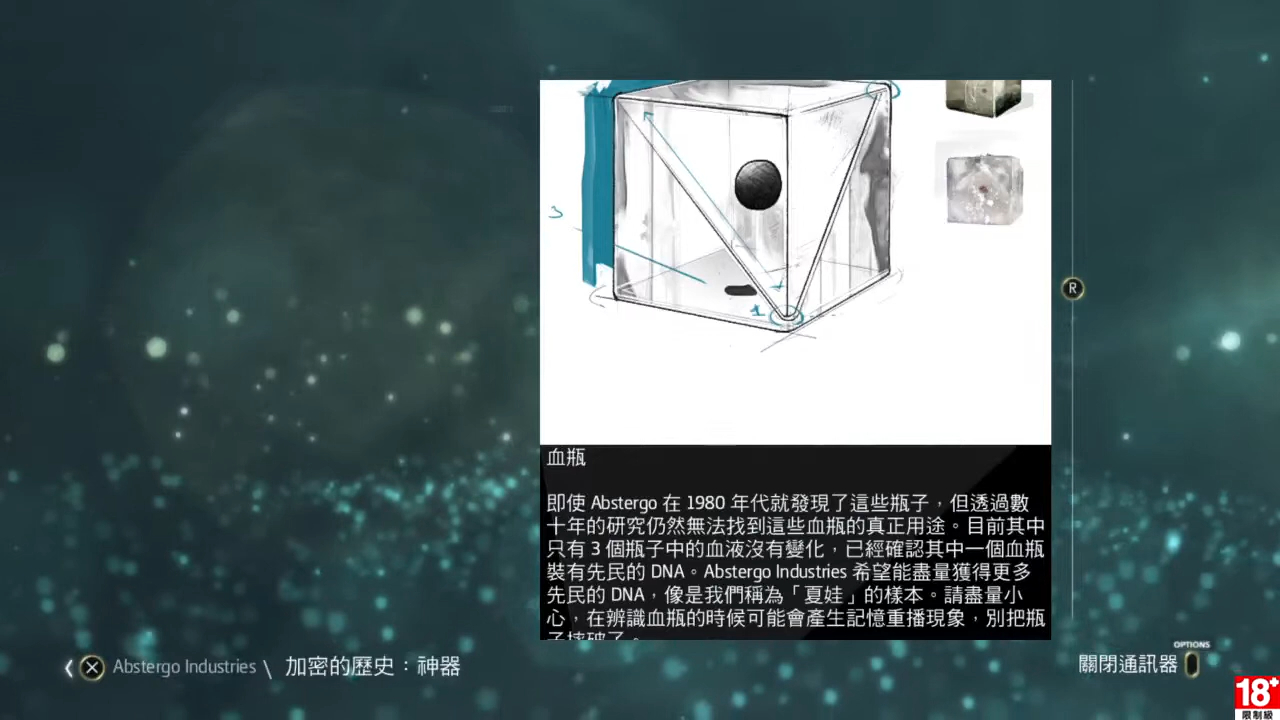 血瓶
即使 Abstergo 在 1980 年代就發現了這些瓶子，但透過數
十年的研究仍然無法找到這些血瓶的真正用途。目前其中
只有 3 個瓶子中的血液沒有變化，已經確認其中一個血瓶
裝有先民的 DNA。Abstergo Industries 希望能盡量獲得更多
先民的 DNA，像是我們稱為「夏娃」的樣本。請盡量小
心，在辨識血瓶的時候可能會產生記憶重播現象，別把瓶
子摔破了。
R
Abstergo Industries \ 加密的歷史：神器
OPTIONS
關閉通訊器
18+
限制級